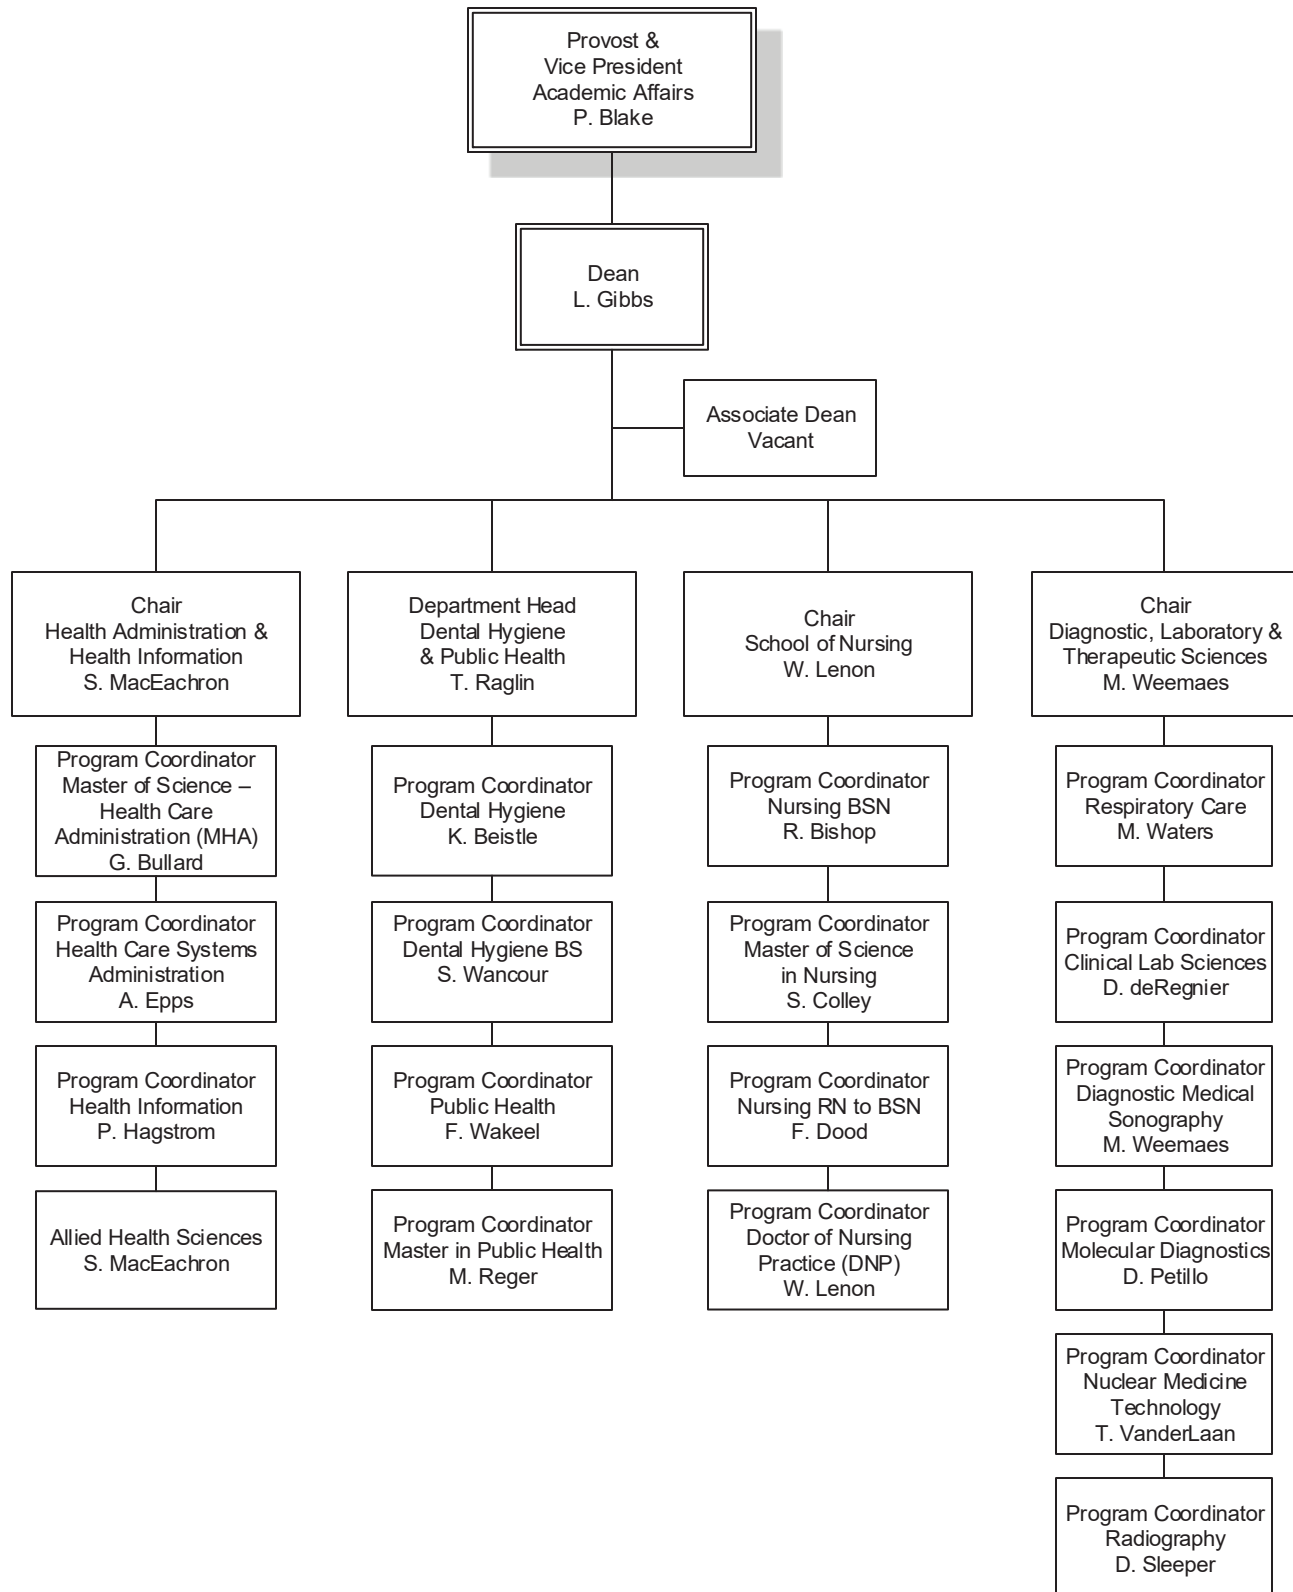 Provost &
Vice President
Academic Affairs
P. Blake
Dean
L. Gibbs
Associate Dean
Vacant
Chair
Health Administration &
Health Information
S. MacEachron
Department Head
Dental Hygiene
& Public Health
T. Raglin
Chair
School of Nursing
W. Lenon
Chair
Diagnostic, Laboratory &
Therapeutic Sciences
M. Weemaes
Program Coordinator
Master of Science –
Health Care
Administration (MHA)
G. Bullard
Program Coordinator
Dental Hygiene
K. Beistle
Program Coordinator
Nursing BSN
R. Bishop
Program Coordinator
Respiratory Care
M. Waters
Program Coordinator
Health Care Systems
Administration
A. Epps
Program Coordinator
Dental Hygiene BS
S. Wancour
Program Coordinator
Master of Science
in Nursing
S. Colley
Program Coordinator
Clinical Lab Sciences
D. deRegnier
Program Coordinator
Health Information
P. Hagstrom
Program Coordinator
Public Health
F. Wakeel
Program Coordinator
Nursing RN to BSN
F. Dood
Program Coordinator
Diagnostic Medical
Sonography
M. Weemaes
Allied Health Sciences
S. MacEachron
Program Coordinator
Master in Public Health
M. Reger
Program Coordinator
Doctor of Nursing
Practice (DNP)
W. Lenon
Program Coordinator
Molecular Diagnostics
D. Petillo
Program Coordinator
Nuclear Medicine
Technology
T. VanderLaan
Program Coordinator
Radiography
D. Sleeper